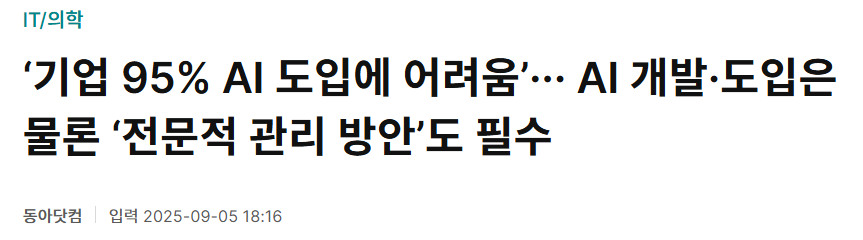 IT/의학
‘기업 95% AI 도입에 어려움’… AI 개발·도입은
물론 ‘전문적 관리 방안’도 필수
동아닷컴 입력 2025-09-05 18:16